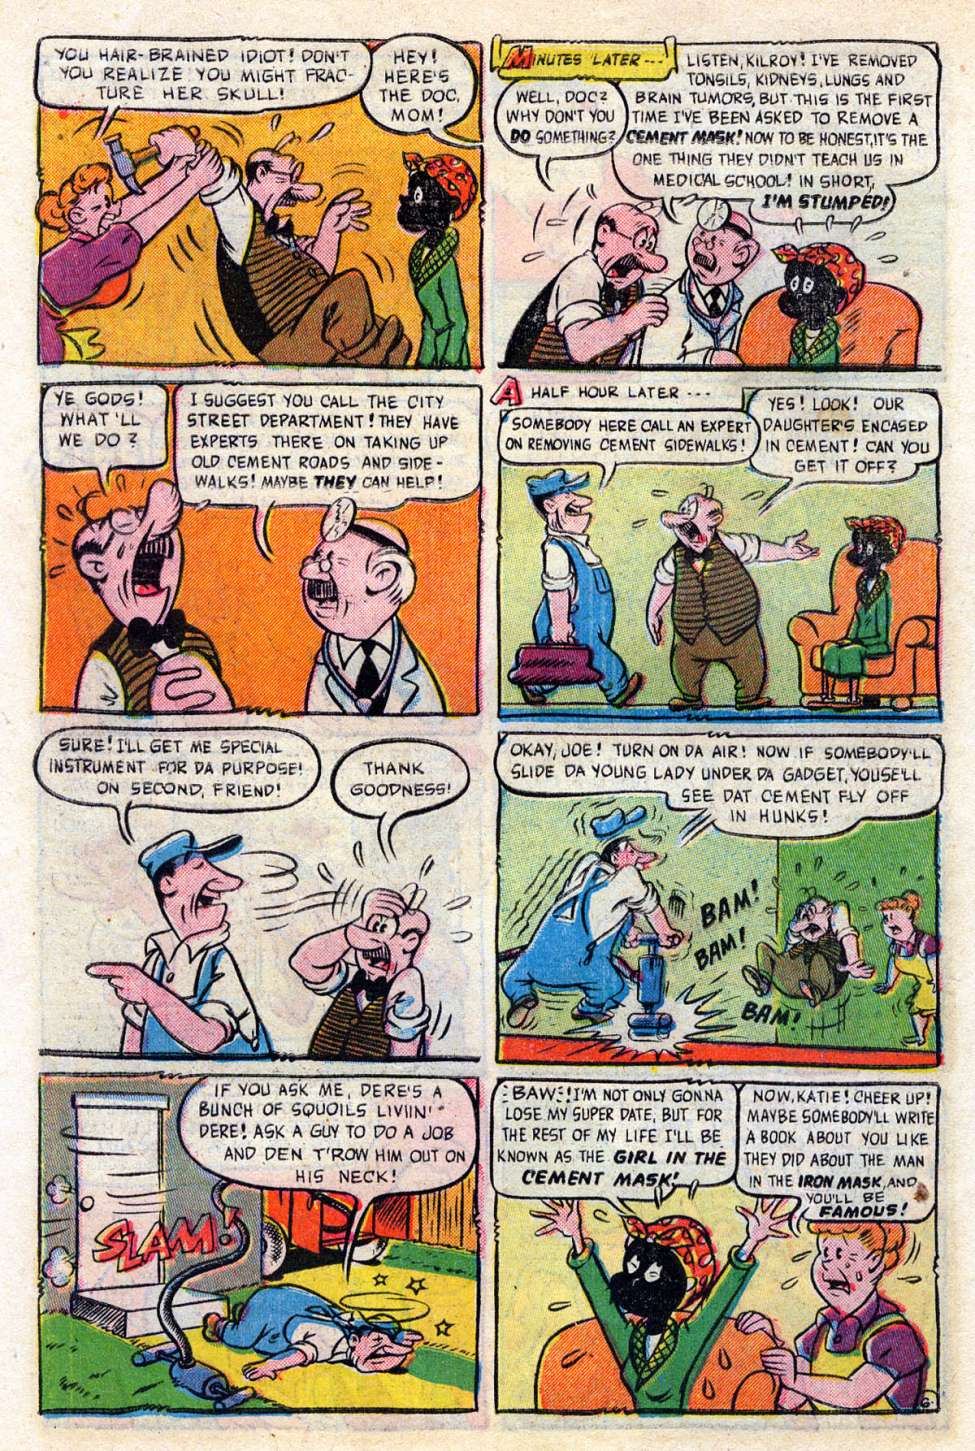 YOU HAIR-BRAINED IDIOT! DON'T
YOU REALIZE YOU MIGHT FRAC-
TURE HER SKULL!
HEY!
HERE'S
THE DOC,
MOM!
MINUTES LATER---
WELL, DOC?
WHY DON'T YOU
DO SOMETHING?
LISTEN, KILROY! I'VE REMOVED
TONSILS, KIDNEYS, LUNGS AND
BRAIN TUMORS, BUT THIS IS THE FIRST
TIME I'VE BEEN ASKED TO REMOVE A
CEMENT MASK! NOW TO BE HONEST, IT'S THE
ONE THING THEY DIDN'T TEACH US IN
MEDICAL SCHOOL! IN SHORT,
I'M STUMPED!
YE GODS!
WHAT 'LL
WE DO?
I SUGGEST YOU CALL THE CITY
STREET DEPARTMENT! THEY HAVE
EXPERTS THERE ON TAKING UP
OLD CEMENT ROADS AND SIDE-
WALKS! MAYBE THEY CAN HELP!
A HALF HOUR LATER---
SOMEBODY HERE CALL AN EXPERT
ON REMOVING CEMENT SIDEWALKS!
YES! LOOK! OUR
DAUGHTER'S ENCASED
IN CEMENT! CAN YOU
GET IT OFF?
SURE! I'LL GET ME SPECIAL
INSTRUMENT FOR DA PURPOSE!
ON SECOND, FRIEND!
THANK
GOODNESS!
OKAY, JOE! TURN ON DA AIR! NOW IF SOMEBODY'LL
SLIDE DA YOUNG LADY UNDER DA GADGET, YOUSE'LL
SEE DAT CEMENT FLY OFF
IN HUNKS!
BAM!
BAM!
BAM!
IF YOU ASK ME, DERE'S A
BUNCH OF SQUOILS LIVIIN'
DERE! ASK A GUY TO DO A JOB
AND DEN T'ROW HIM OUT ON
HIS NECK!
SLAM!
BAW! I'M NOT ONLY GONNA
LOSE MY SUPER DATE, BUT FOR
THE REST OF MY LIFE I'LL BE
KNOWN AS THE GIRL IN THE
CEMENT MASK!
NOW, KATIE! CHEER UP!
MAYBE SOMEBODY'LL WRITE
A BOOK ABOUT YOU LIKE
THEY DID ABOUT THE MAN
IN THE IRON MASK, AND
YOU'LL BE
FAMOUS!
6